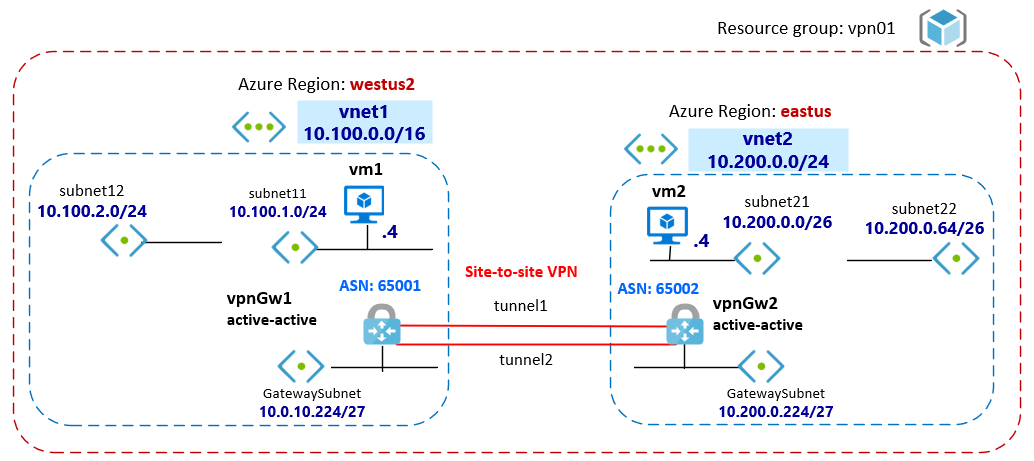 Resource group: vpn01
Azure Region: westus2
vnet1
10.100.0.0/16
Azure Region: eastus
vnet2
10.200.0.0/24
subnet12
10.100.2.0/24
subnet11
10.100.1.0/24
vm1
.4
vm2
.4
subnet21
10.200.0.0/26
subnet22
10.200.0.64/26
Site-to-site VPN
ASN: 65001
ASN: 65002
vpnGw1
active-active
tunnel1
tunnel2
vpnGw2
active-active
GatewaySubnet
10.0.10.224/27
GatewaySubnet
10.200.0.224/27